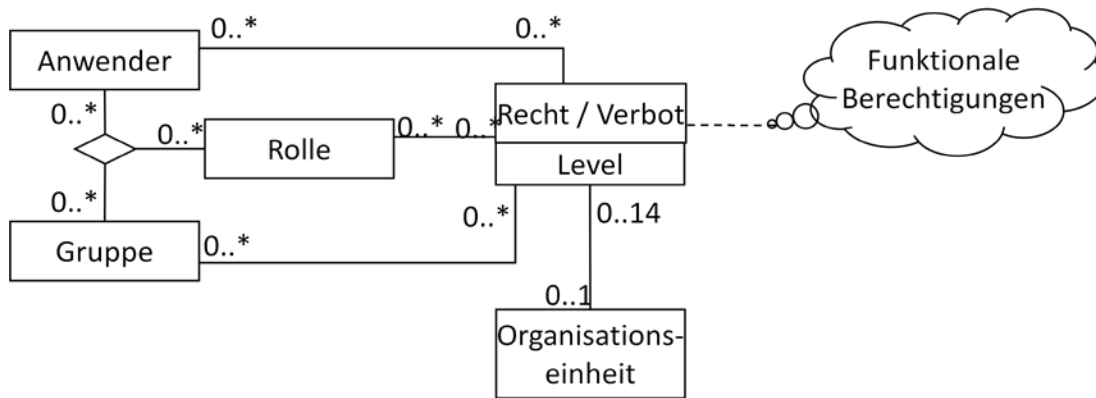 0..*
0..*
Anwender
Funktionale
Berechtigungen
0..*
Recht / Verbot
0..*
0..*
0..*
Rolle
Level
0..*
0..*
0..14
Gruppe
0..*
0..1
Organisations-
einheit